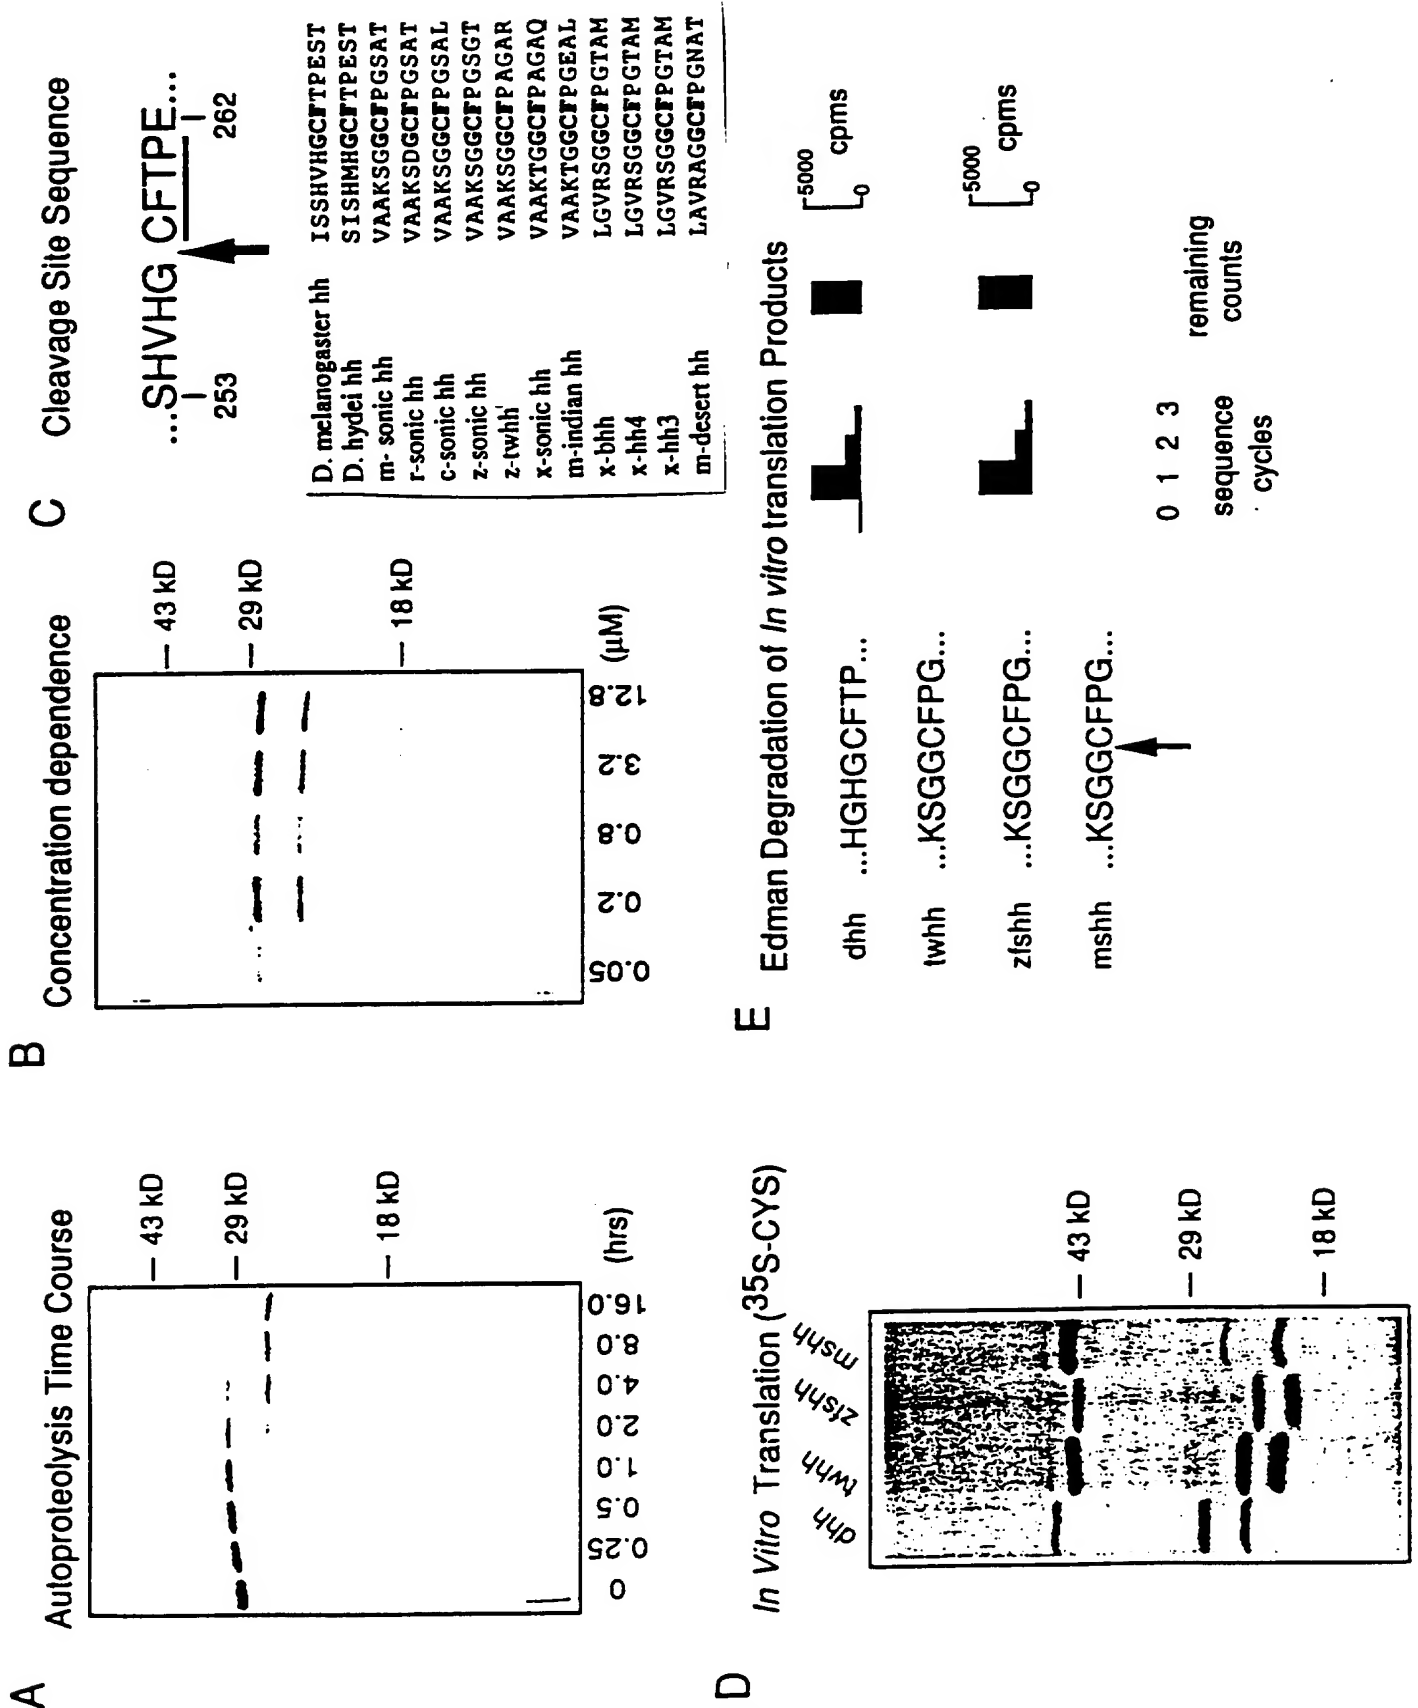 A
Autoproteolysis Time Course
43 kD
29 kD
18 kD
0 0.25 0.5 1.0 2.0 4.0 8.0 16.0 (hrs)
B
Concentration dependence
43 kD
29 kD
18 kD
0.05 0.2 0.8 3.2 12.8 (μM)
C
Cleavage Site Sequence
...SHVHG CFTPE...
253 262
D. melanogaster hh ISSHVHGCFTPEST
D. hydei hh SISHMHGCFTPEST
m- sonic hh VAAKSGGCFPGSAT
r-sonic hh VAAKSDGCFPGSAT
c-sonic hh VAAKSGGCFPGSAL
z-sonic hh VAAKSGGCFPGSGT
z-twhh VAAKSGGCFPAGAR
x-sonic hh VAAKTGGCFPAGAQ
m-indian hh VAAKTGGCFPGEAL
x-bhh LGVRSGGCFPGTAM
x-hh4 LGVRSGGCFPGTAM
x-hh3 LGVRSGGCFPGTAM
m-desert hh LAVRAGGCFPGNAT
D
In Vitro Translation (³⁵S-CYS)
dhh twhh zfshh mshh
43 kD
29 kD
18 kD
E
Edman Degradation of In vitro translation Products
dhh ...HGHGCFTP...
5000
cpms
0
twhh ...KSGGCFPG...
zfshh ...KSGGCFPG...
5000
cpms
0
mshh ...KSGGCFPG...
0 1 2 3
sequence
cycles
remaining
counts